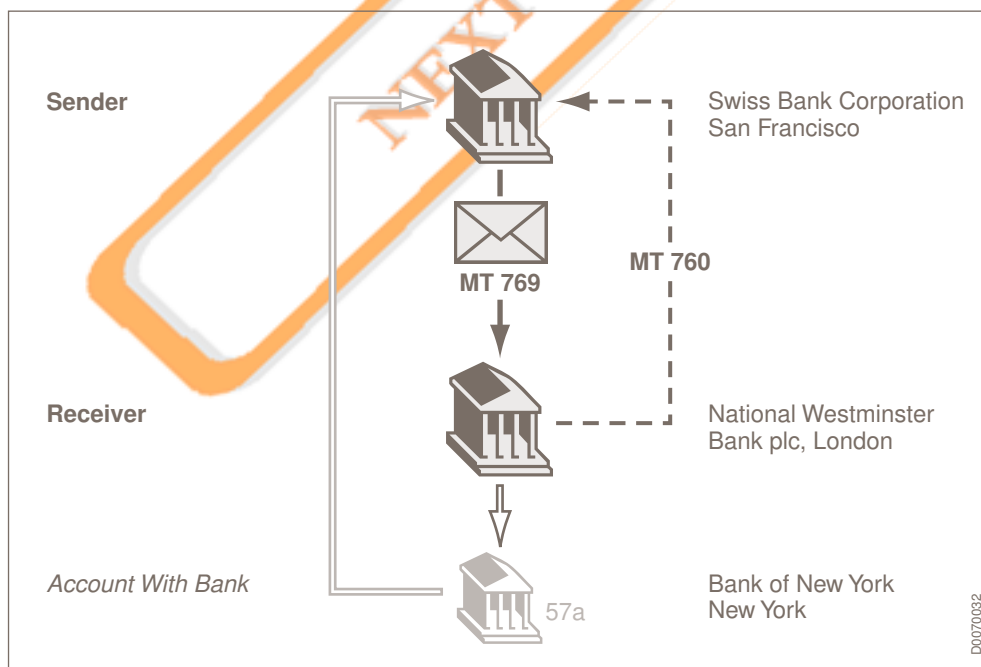 NEXT
Sender
Swiss Bank Corporation
San Francisco
MT 769
MT 760
Receiver
National Westminster
Bank plc, London
Account With Bank
57a
Bank of New York
New York
D0070032